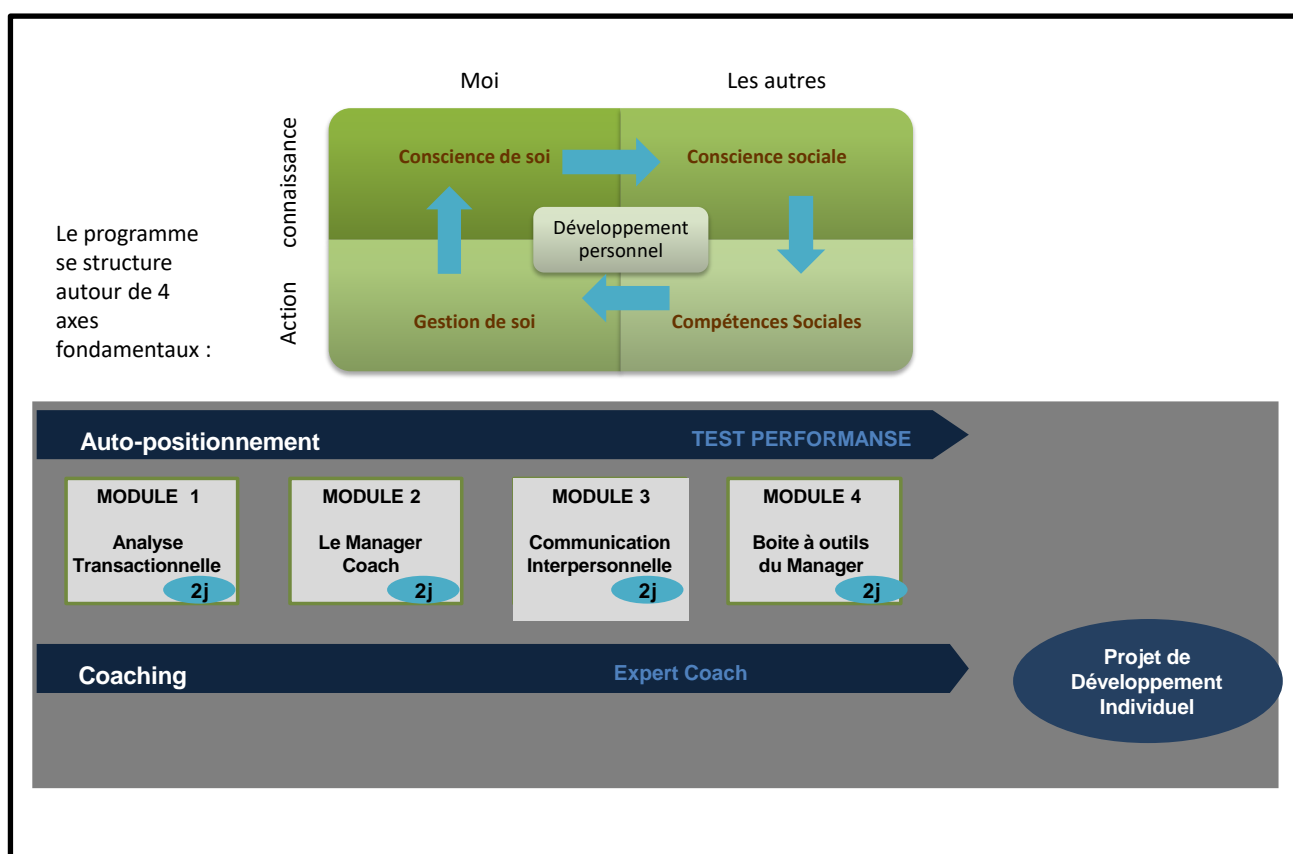 Moi
Les autres
connaissance
Action
Conscience de soi
Conscience sociale
Développement
personnel
Gestion de soi
Compétences Sociales
Le programme
se structure
autour de 4
axes
fondamentaux :
Auto-positionnement
TEST PERFORMANSE
MODULE 1
Analyse
Transactionnelle
2j
MODULE 2
Le Manager
Coach
2j
MODULE 3
Communication
Interpersonnelle
2j
MODULE 4
Boite à outils
du Manager
2j
Coaching
Expert Coach
Projet de
Développement
Individuel